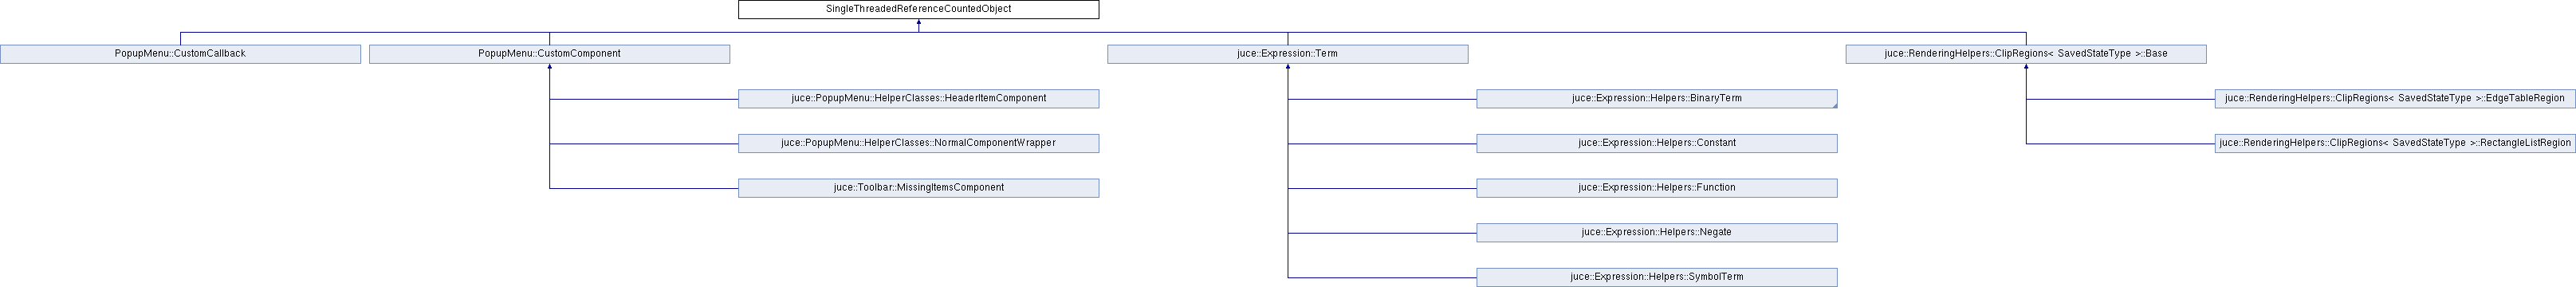 SingleThreadedReferenceCountedObject
PopupMenu::CustomCallback
PopupMenu::CustomComponent
juce::Expression::Term
juce::RenderingHelpers::ClipRegions< SavedStateType >::Base
juce::PopupMenu::HelperClasses::HeaderItemComponent
juce::Expression::Helpers::BinaryTerm
juce::RenderingHelpers::ClipRegions< SavedStateType >::EdgeTableRegion
juce::PopupMenu::HelperClasses::NormalComponentWrapper
juce::Expression::Helpers::Constant
juce::RenderingHelpers::ClipRegions< SavedStateType >::RectangleListRegion
juce::Toolbar::MissingItemsComponent
juce::Expression::Helpers::Function
juce::Expression::Helpers::Negate
juce::Expression::Helpers::SymbolTerm